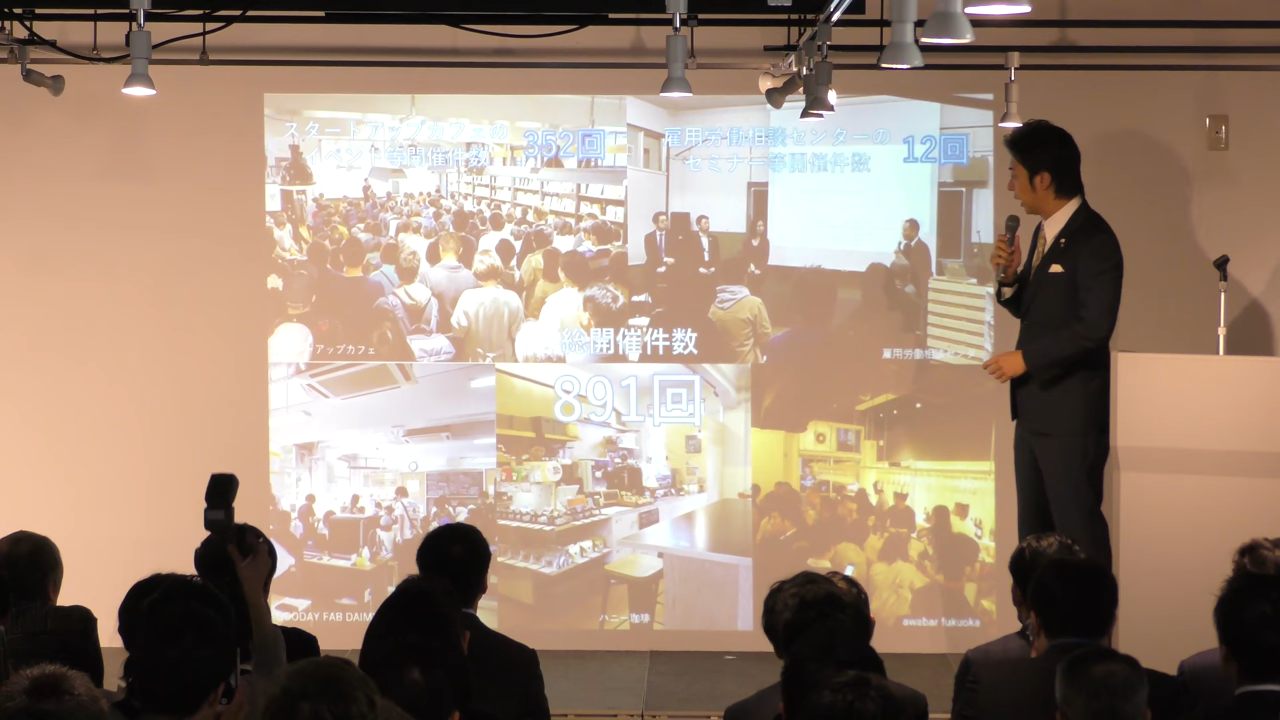 スタートアップカフェの
イベント等開催件数
352回
雇用労働相談センターの
セミナー等開催件数
12回
アップカフェ
雇用労働相談セン
総開催件数
891回
OODAY FAB DAIM
ハニー珈琲
awabar fukuoka